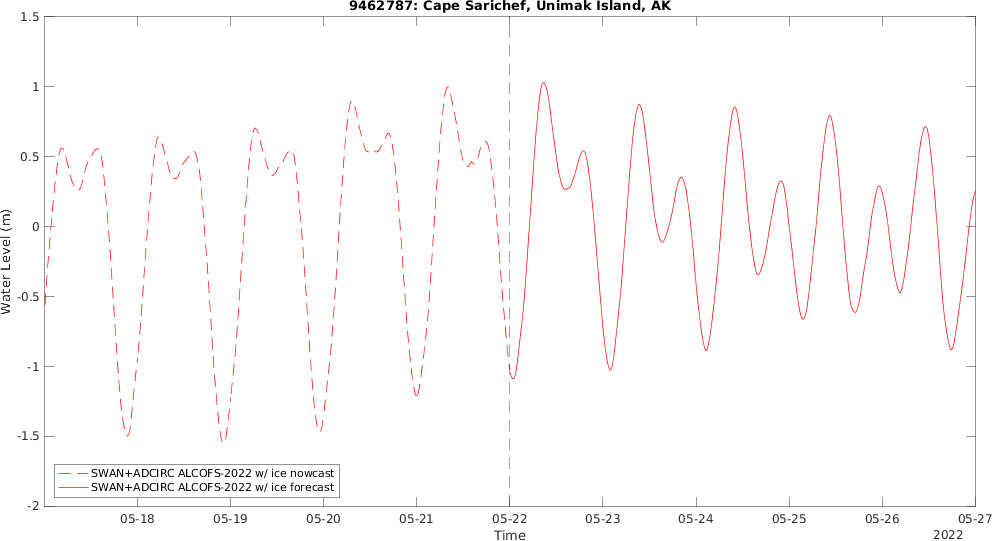 9462787: Cape Sarichef, Unimak Island, AK
1.5
1
0.5
0
-0.5
-1
-1.5
-2
Water Level (m)
SWAN+ADCIRC ALCOFS-2022 w/ ice nowcast
SWAN+ADCIRC ALCOFS-2022 w/ ice forecast
05-18 05-19 05-20 05-21 05-22 05-23 05-24 05-25 05-26 05-27
Time
2022